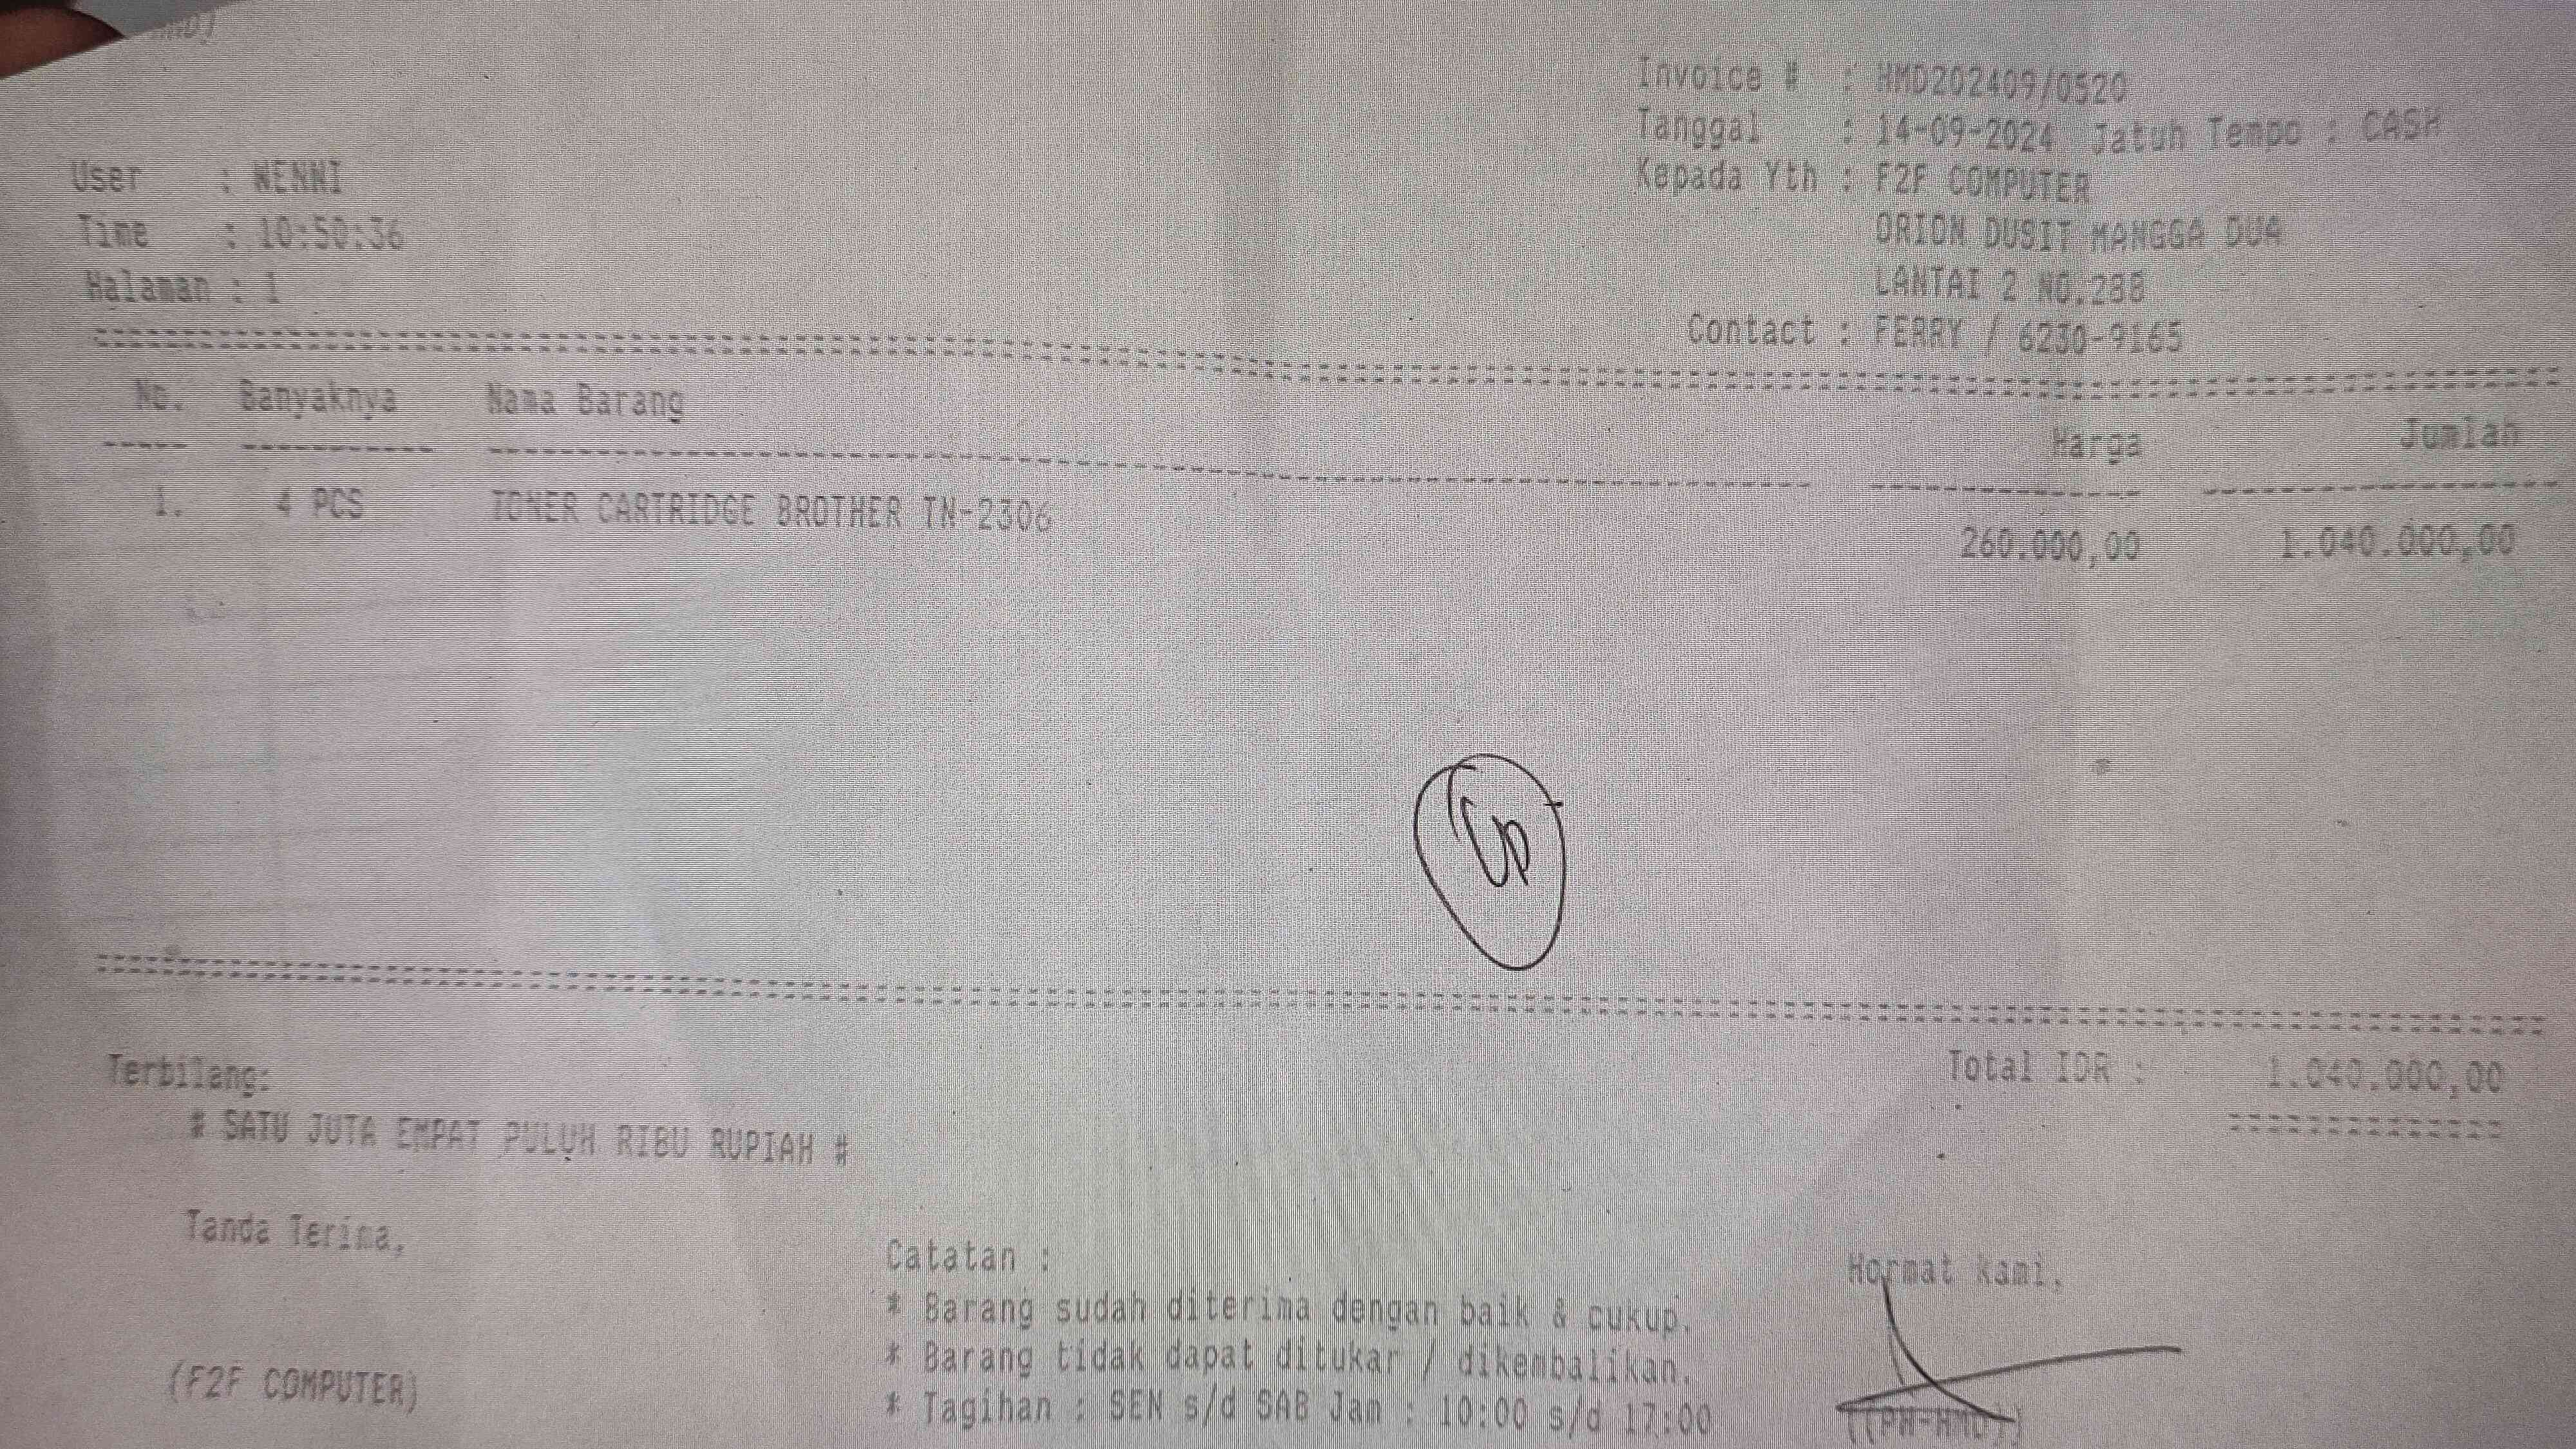 Invoice # : HMD202409/0520
Tanggal : 14-09-2024 Jatuh Tempo : CASH
User : WENWI
Kepada Yth : F2F COMPUTER
Time : 10:50:36
ORION DUSIT MANGGA DUA
Halaman : 1
LANTAI 2 NO.288
Contact : FERRY / 6230-9165
No. Banyaknya Nama Barang Harga Jumlah
1. 4 PCS TONER CARTRIDGE BROTHER TN-2306 260.000,00 1.040.000,00
Total IDR : 1.040.000,00
Terbilang:
# SATU JUTA EMPAT PULUH RIBU RUPIAH #
Tanda Terima,
Catatan :
Hormat kami,
* Barang sudah diterima dengan baik & cukup.
* Barang tidak dapat ditukar / dikembalikan.
(F2F COMPUTER)
* Tagihan : SEN s/d SAB Jam : 10:00 s/d 17:00